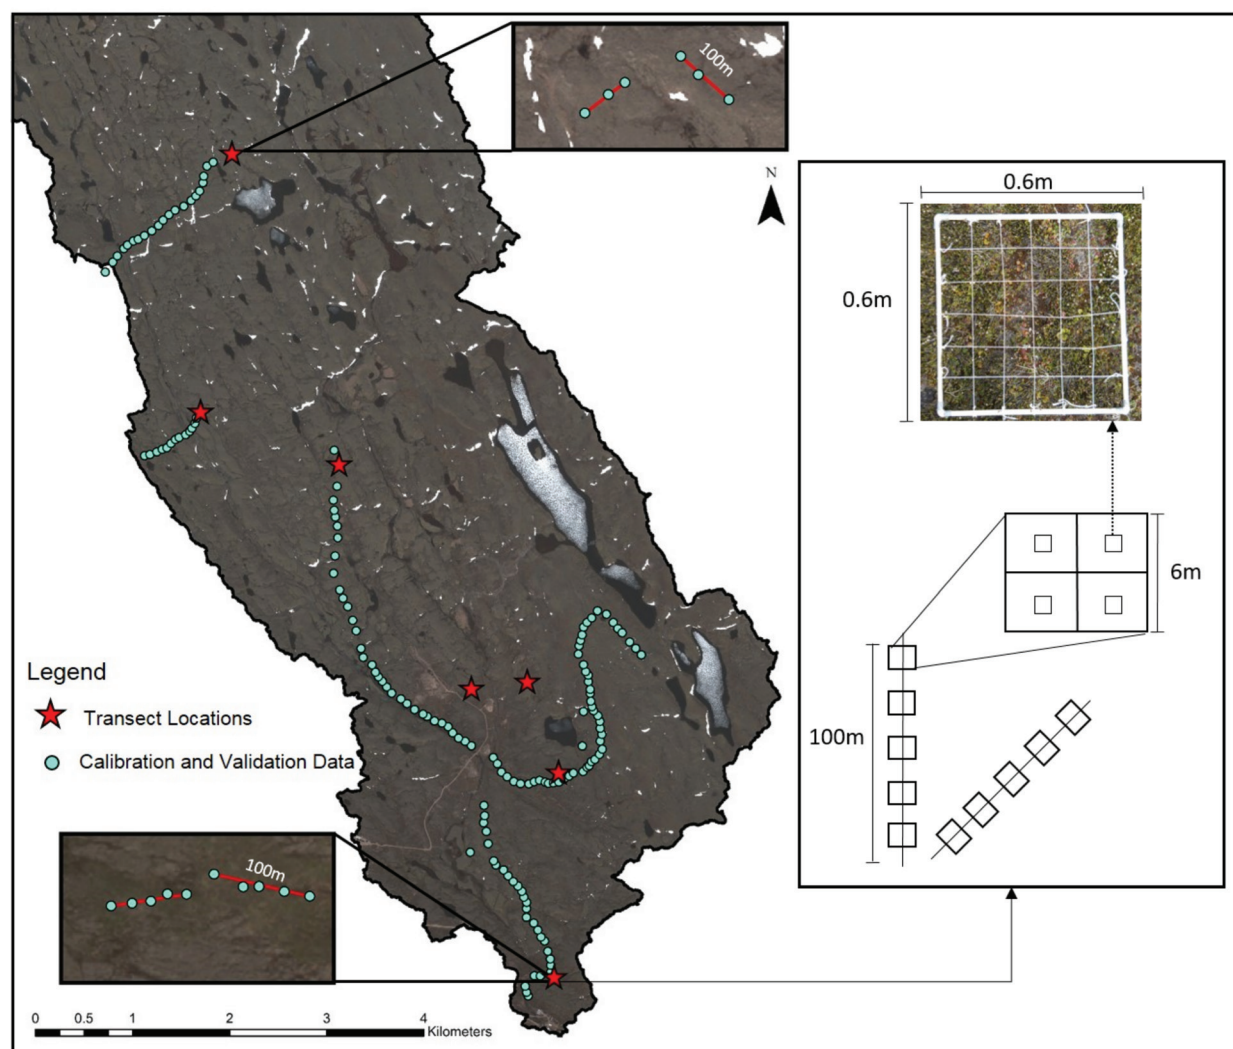 100m
N
0.6m
0.6m
6m
100m
Legend
Transect Locations
Calibration and Validation Data
100m
0 0.5 1 2 3 4
Kilometers